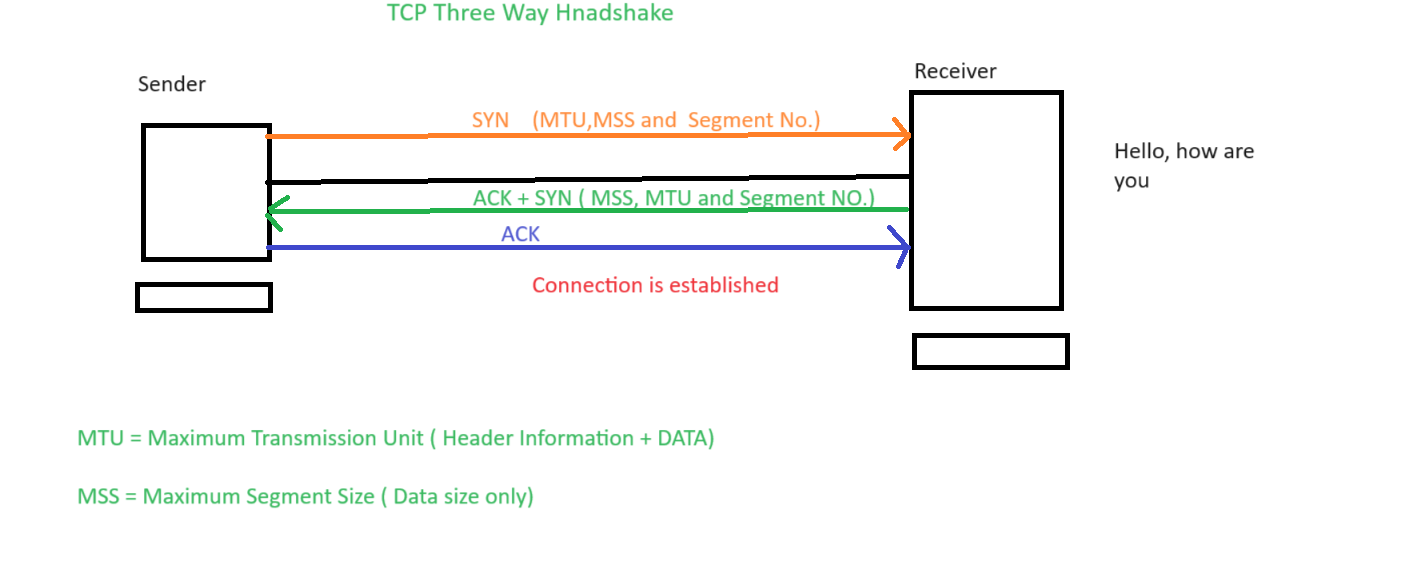 TCP Three Way Hnadshake
Sender
Receiver
SYN (MTU,MSS and Segment No.)
Hello, how are
you
ACK + SYN ( MSS, MTU and Segment NO.)
ACK
Connection is established
MTU = Maximum Transmission Unit ( Header Information + DATA)
MSS = Maximum Segment Size ( Data size only)